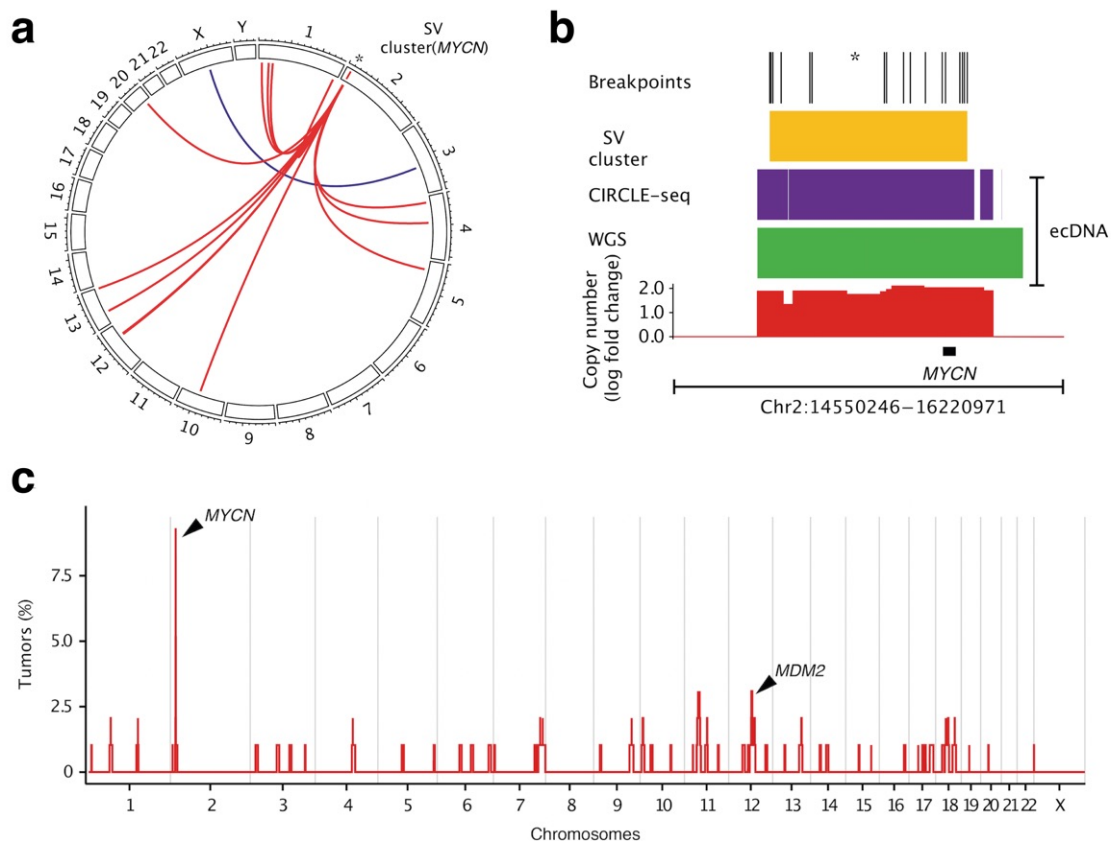 a
SV
cluster(MYCN)
*
1
2
3
4
5
6
7
8
9
10
11
12
13
14
15
16
17
18
19
20
21
22
X
Y
b
Breakpoints
*
SV
cluster
CIRCLE-seq
WGS
ecDNA
Copy number
(log fold change)
2.0
1.0
0.0
MYCN
Chr2:14550246–16220971
c
Tumors (%)
7.5
5.0
2.5
0
MYCN
MDM2
1 2 3 4 5 6 7 8 9 10 11 12 13 14 15 16 17 18 19 20 21 22 X
Chromosomes